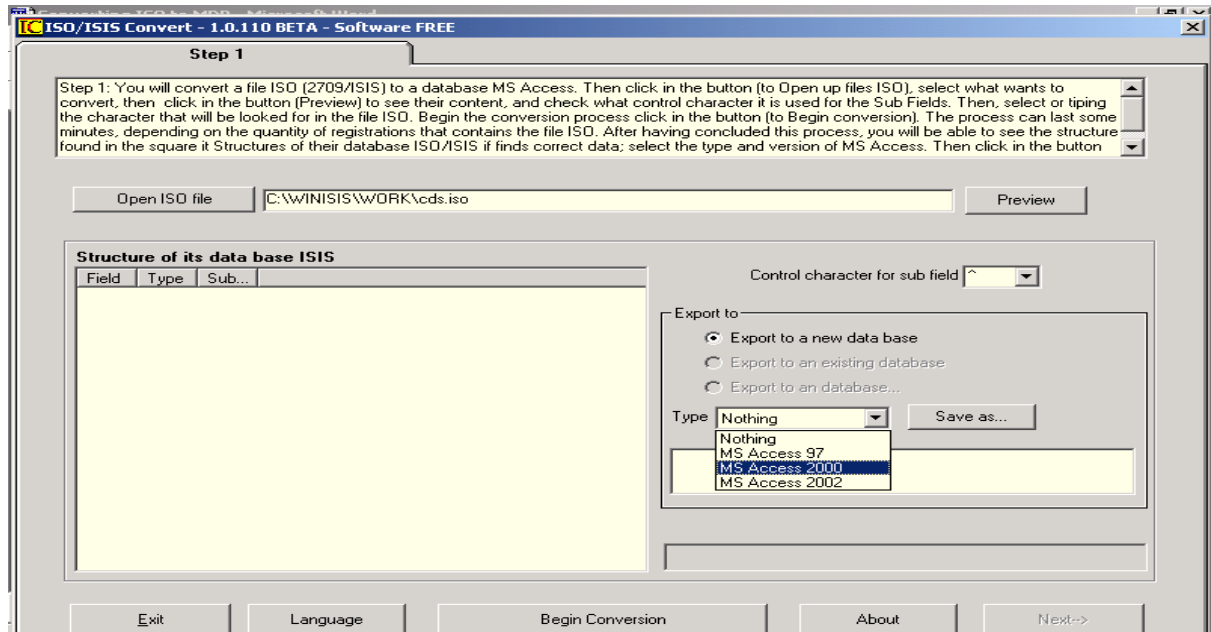 Converting ISO to MDB - Microsoft Word
ISO/ISIS Convert - 1.0.110 BETA - Software FREE
Step 1
Step 1: You will convert a file ISO (2709/ISIS) to a database MS Access. Then click in the button (to Open up files ISO), select what wants to
convert, then click in the button (Preview) to see their content, and check what control character it is used for the Sub Fields. Then, select or tiping
the character that will be looked for in the file ISO. Begin the conversion process click in the button (to Begin conversion). The process can last some
minutes, depending on the quantity of registrations that contains the file ISO. After having concluded this process, you will be able to see the structure
found in the square it Structures of their database ISO/ISIS if finds correct data; select the type and version of MS Access. Then click in the button
Open ISO file C:\WINISIS\WORK\cds.iso Preview
Structure of its data base ISIS
Field Type Sub...
Control character for sub field ^
Export to
Export to a new data base
Export to an existing database
Export to an database...
Type Nothing Save as...
Nothing
MS Access 97
MS Access 2000
MS Access 2002
Exit Language Begin Conversion About Next-->